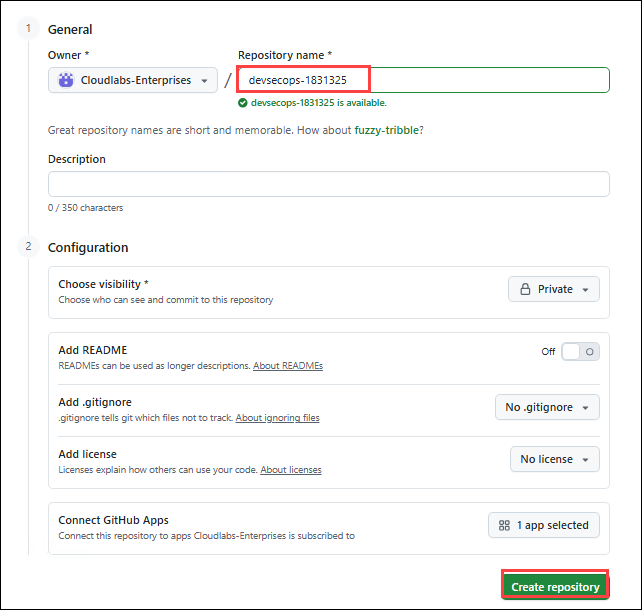 1 General
Owner * Repository name *
Cloudlabs-Enterprises / devsecops-1831325
devsecops-1831325 is available.
Great repository names are short and memorable. How about fuzzy-tribble?
Description
0 / 350 characters
2 Configuration
Choose visibility *
Choose who can see and commit to this repository
Private
Add README
READMEs can be used as longer descriptions. About READMEs
Off
Add .gitignore
.gitignore tells git which files not to track. About ignoring files
No .gitignore
Add license
Licenses explain how others can use your code. About licenses
No license
Connect GitHub Apps
Connect this repository to apps Cloudlabs-Enterprises is subscribed to
1 app selected
Create repository